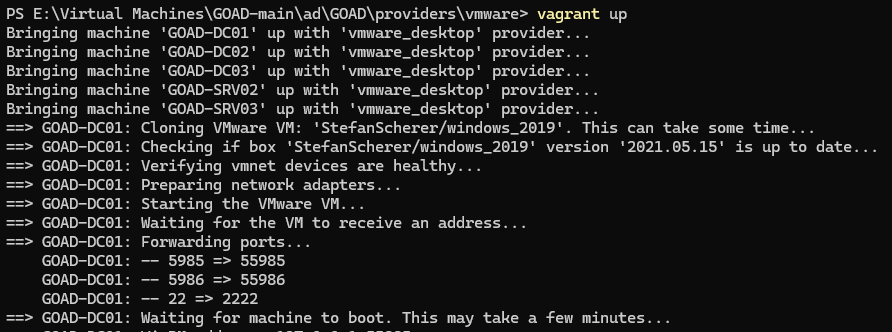 PS E:\Virtual Machines\GOAD-main\ad\GOAD\providers\vmware> vagrant up
Bringing machine 'GOAD-DC01' up with 'vmware_desktop' provider...
Bringing machine 'GOAD-DC02' up with 'vmware_desktop' provider...
Bringing machine 'GOAD-DC03' up with 'vmware_desktop' provider...
Bringing machine 'GOAD-SRV02' up with 'vmware_desktop' provider...
Bringing machine 'GOAD-SRV03' up with 'vmware_desktop' provider...
==> GOAD-DC01: Cloning VMware VM: 'StefanScherer/windows_2019'. This can take some time...
==> GOAD-DC01: Checking if box 'StefanScherer/windows_2019' version '2021.05.15' is up to date...
==> GOAD-DC01: Verifying vmnet devices are healthy...
==> GOAD-DC01: Preparing network adapters...
==> GOAD-DC01: Starting the VMware VM...
==> GOAD-DC01: Waiting for the VM to receive an address...
==> GOAD-DC01: Forwarding ports...
    GOAD-DC01: -- 5985 => 55985
    GOAD-DC01: -- 5986 => 55986
    GOAD-DC01: -- 22 => 2222
==> GOAD-DC01: Waiting for machine to boot. This may take a few minutes...